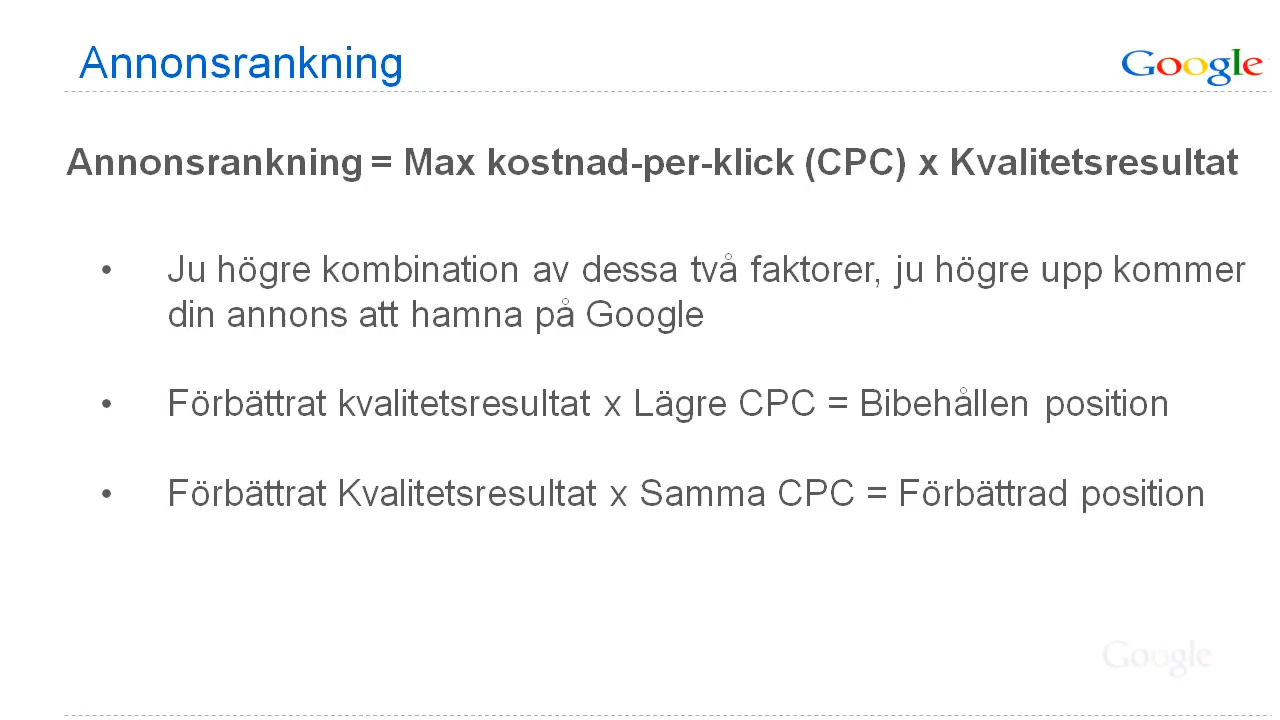 Annonsrankning
Google
Annonsrankning = Max kostnad-per-klick (CPC) x Kvalitetsresultat
• Ju högre kombination av dessa två faktorer, ju högre upp kommer
din annons att hamna på Google
• Förbättrat kvalitetsresultat x Lägre CPC = Bibehållen position
• Förbättrat Kvalitetsresultat x Samma CPC = Förbättrad position
Google